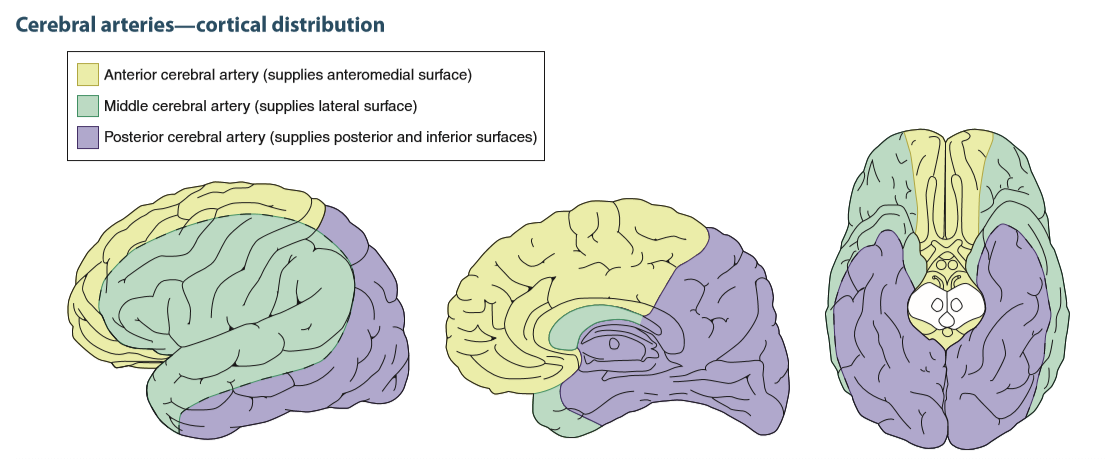 Cerebral arteries—cortical distribution
Anterior cerebral artery (supplies anteromedial surface)
Middle cerebral artery (supplies lateral surface)
Posterior cerebral artery (supplies posterior and inferior surfaces)